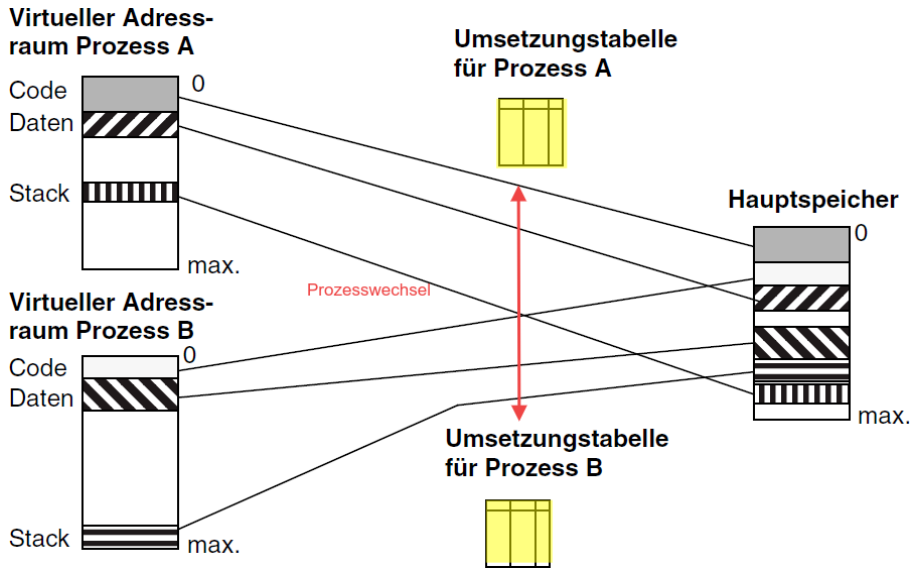 Virtueller Adress-
raum Prozess A
Code
0
Daten
Stack
max.
Umsetzungstabelle
für Prozess A
Hauptspeicher
0
max.
Prozesswechsel
Virtueller Adress-
raum Prozess B
Code
0
Daten
Stack
max.
Umsetzungstabelle
für Prozess B